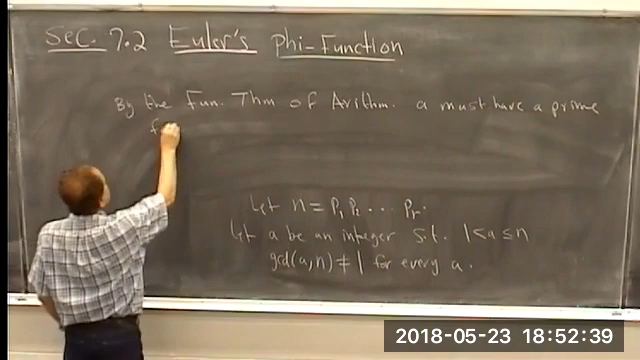 Sec. 7.2 Euler's phi-Function
By the Fun. Thm of Arithm. a must have a prime
f
Let n = P₁ P₂ ... Pᵣ.
Let a be an integer s.t. 1 < a ≤ n
gcd(a,n) ≠ 1 for every a.
2018-05-23 18:52:39